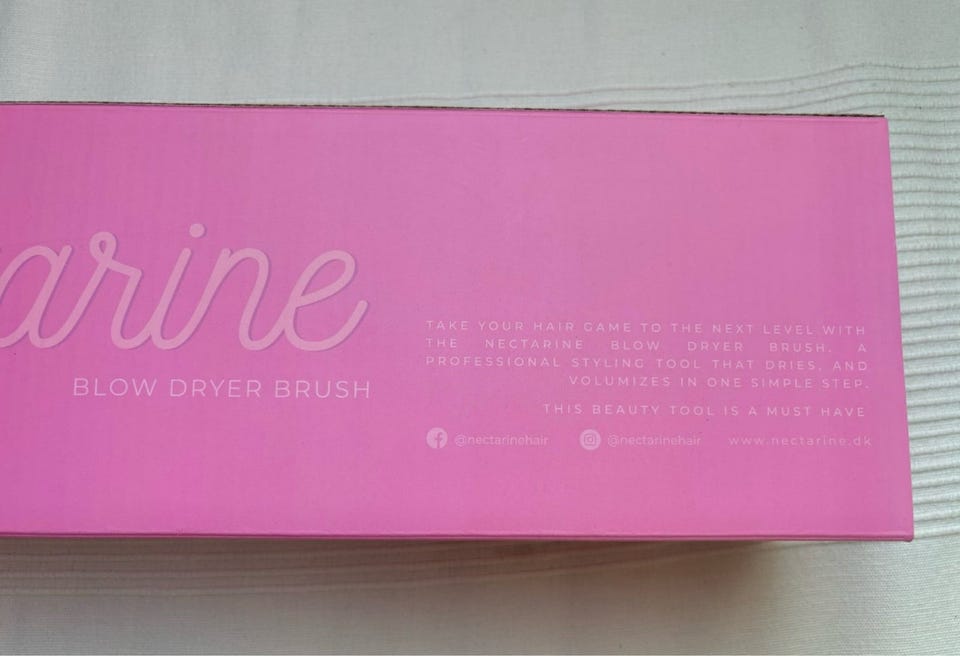 arine
BLOW DRYER BRUSH
TAKE YOUR HAIR GAME TO THE NEXT LEVEL WITH
THE NECTARINE BLOW DRYER BRUSH. A
PROFESSIONAL STYLING TOOL THAT DRIES, AND
VOLUMIZES IN ONE SIMPLE STEP.
THIS BEAUTY TOOL IS A MUST HAVE
@nectarinehair @nectarinehair www.nectarine.dk